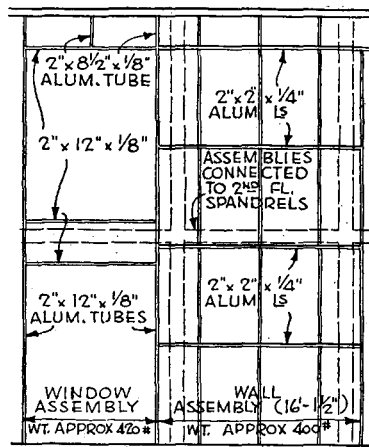 2"x 8½"x⅛"
ALUM. TUBE
2"x 12"x ⅛"
2"x 2" x ¼"
ALUM LS
ASSEMBLIES
CONNECTED
TO 2ND FL.
SPANDRELS
2"x 2" x ¼"
ALUM LS
2"x 12"x ⅛"
ALUM. TUBES
WINDOW
ASSEMBLY
WT. APPROX 420#
WALL
ASSEMBLY (16'-1½")
WT. APPROX 400#